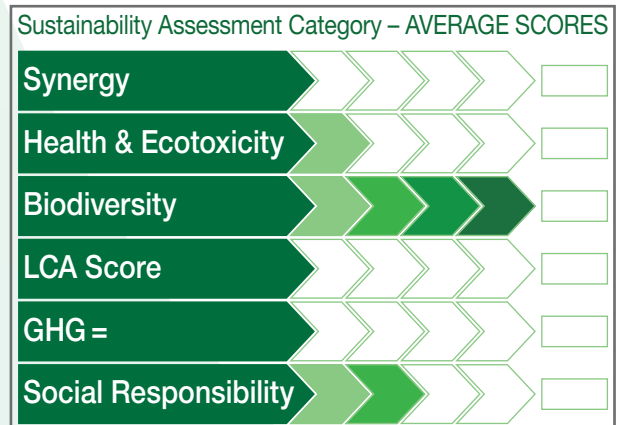 Sustainability Assessment Category – AVERAGE SCORES
Synergy
Health & Ecotoxicity
Biodiversity
LCA Score
GHG =
Social Responsibility